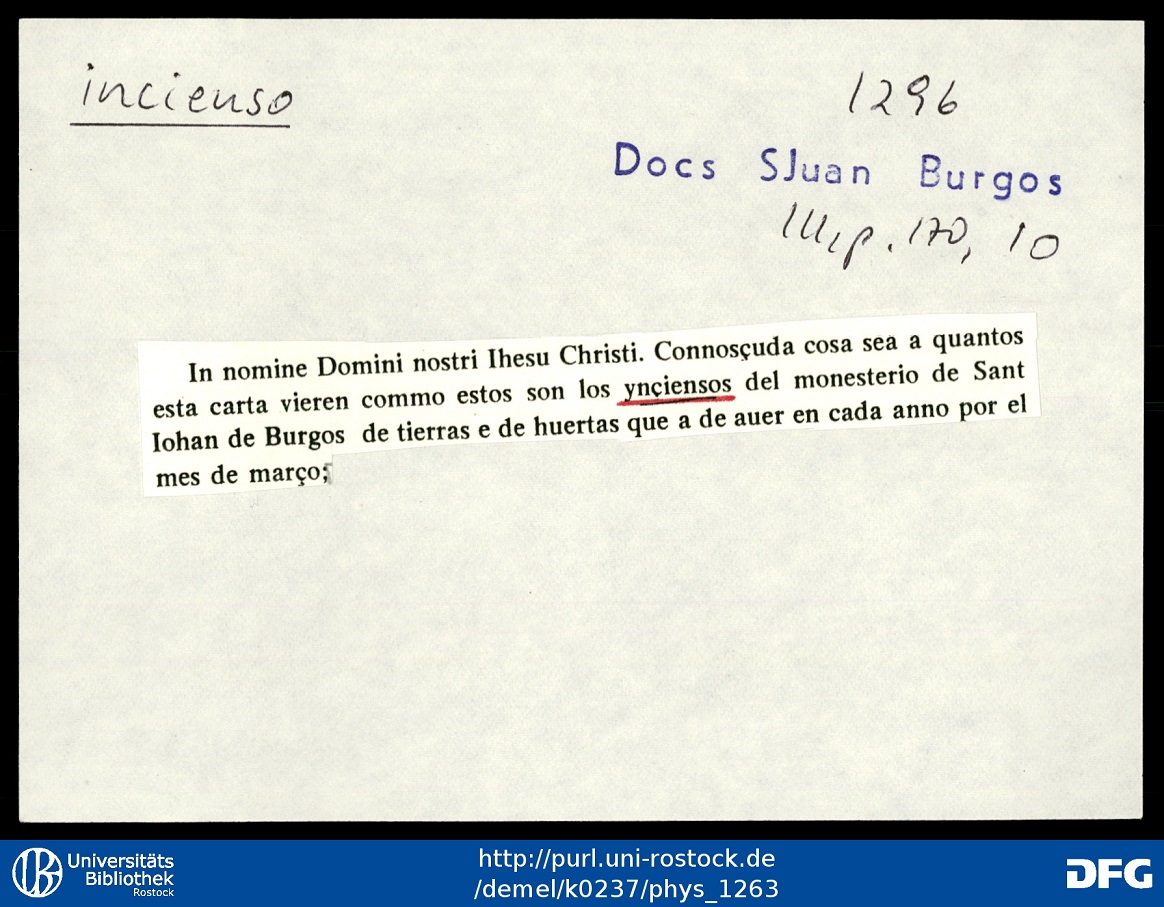 incienso
1296
Docs SJuan Burgos
III, p. 170, 10
In nomine Domini nostri Ihesu Christi. Connosçuda cosa sea a quantos
esta carta vieren commo estos son los ynçiensos del monesterio de Sant
Iohan de Burgos de tierras e de huertas que a de auer en cada anno por el
mes de março;
Universitäts
Bibliothek
Rostock
http://purl.uni-rostock.de
/demel/k0237/phys_1263
DFG